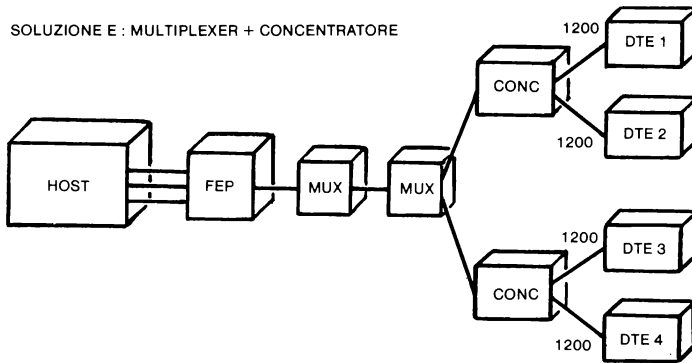 SOLUZIONE E : MULTIPLEXER + CONCENTRATORE
1200
DTE 1
CONC
1200
DTE 2
HOST
FEP
MUX
MUX
1200
DTE 3
CONC
1200
DTE 4